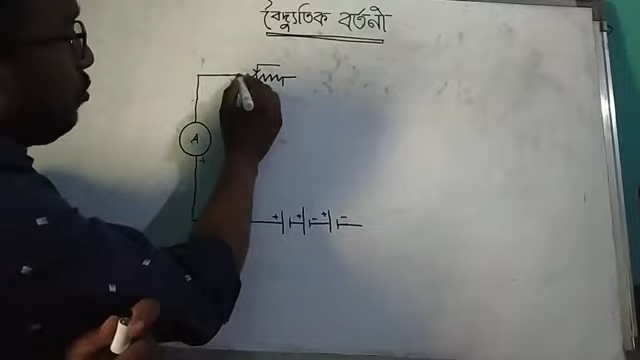 বৈদ্যুতিক বর্তনী
A
+
+ + - + -